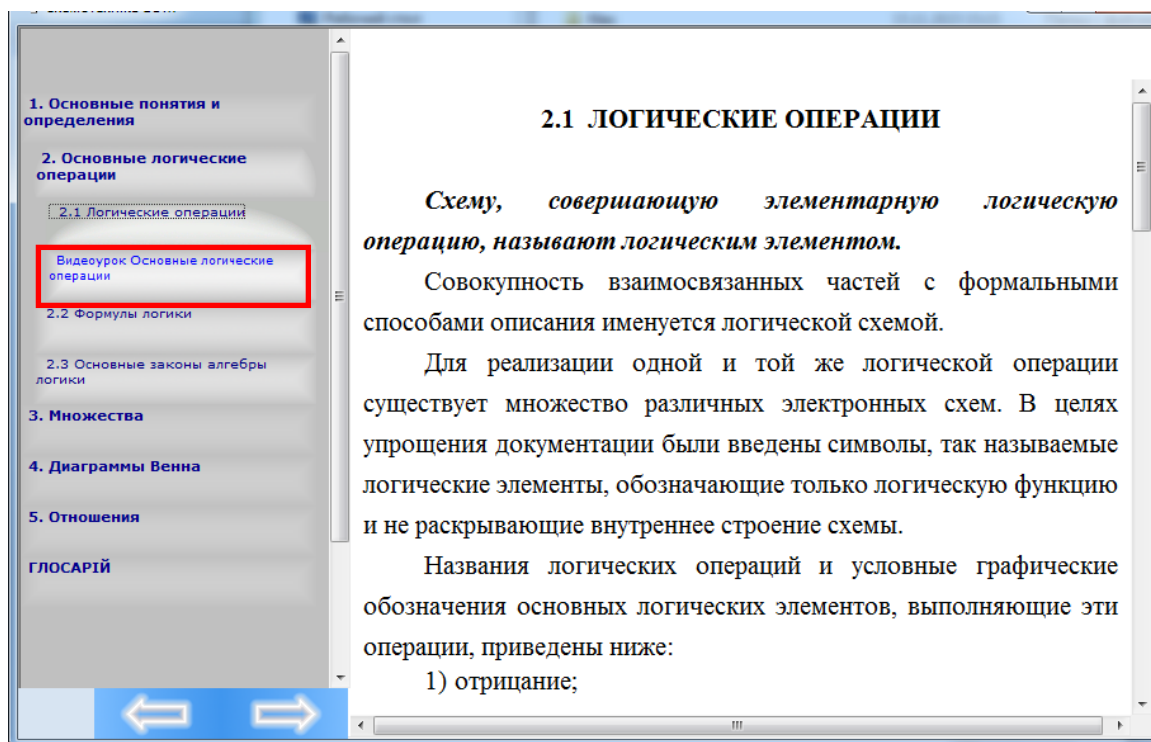 1. Основные понятия и
определения
2. Основные логические
операции
2.1 Логические операции
Видеоурок Основные логические
операции
2.2 Формулы логики
2.3 Основные законы алгебры
логики
3. Множества
4. Диаграммы Венна
5. Отношения
ГЛОСАРІЙ
2.1 ЛОГИЧЕСКИЕ ОПЕРАЦИИ
Схему, совершающую элементарную логическую
операцию, называют логическим элементом.
Совокупность взаимосвязанных частей с формальными
способами описания именуется логической схемой.
Для реализации одной и той же логической операции
существует множество различных электронных схем. В целях
упрощения документации были введены символы, так называемые
логические элементы, обозначающие только логическую функцию
и не раскрывающие внутреннее строение схемы.
Названия логических операций и условные графические
обозначения основных логических элементов, выполняющие эти
операции, приведены ниже:
1) отрицание;